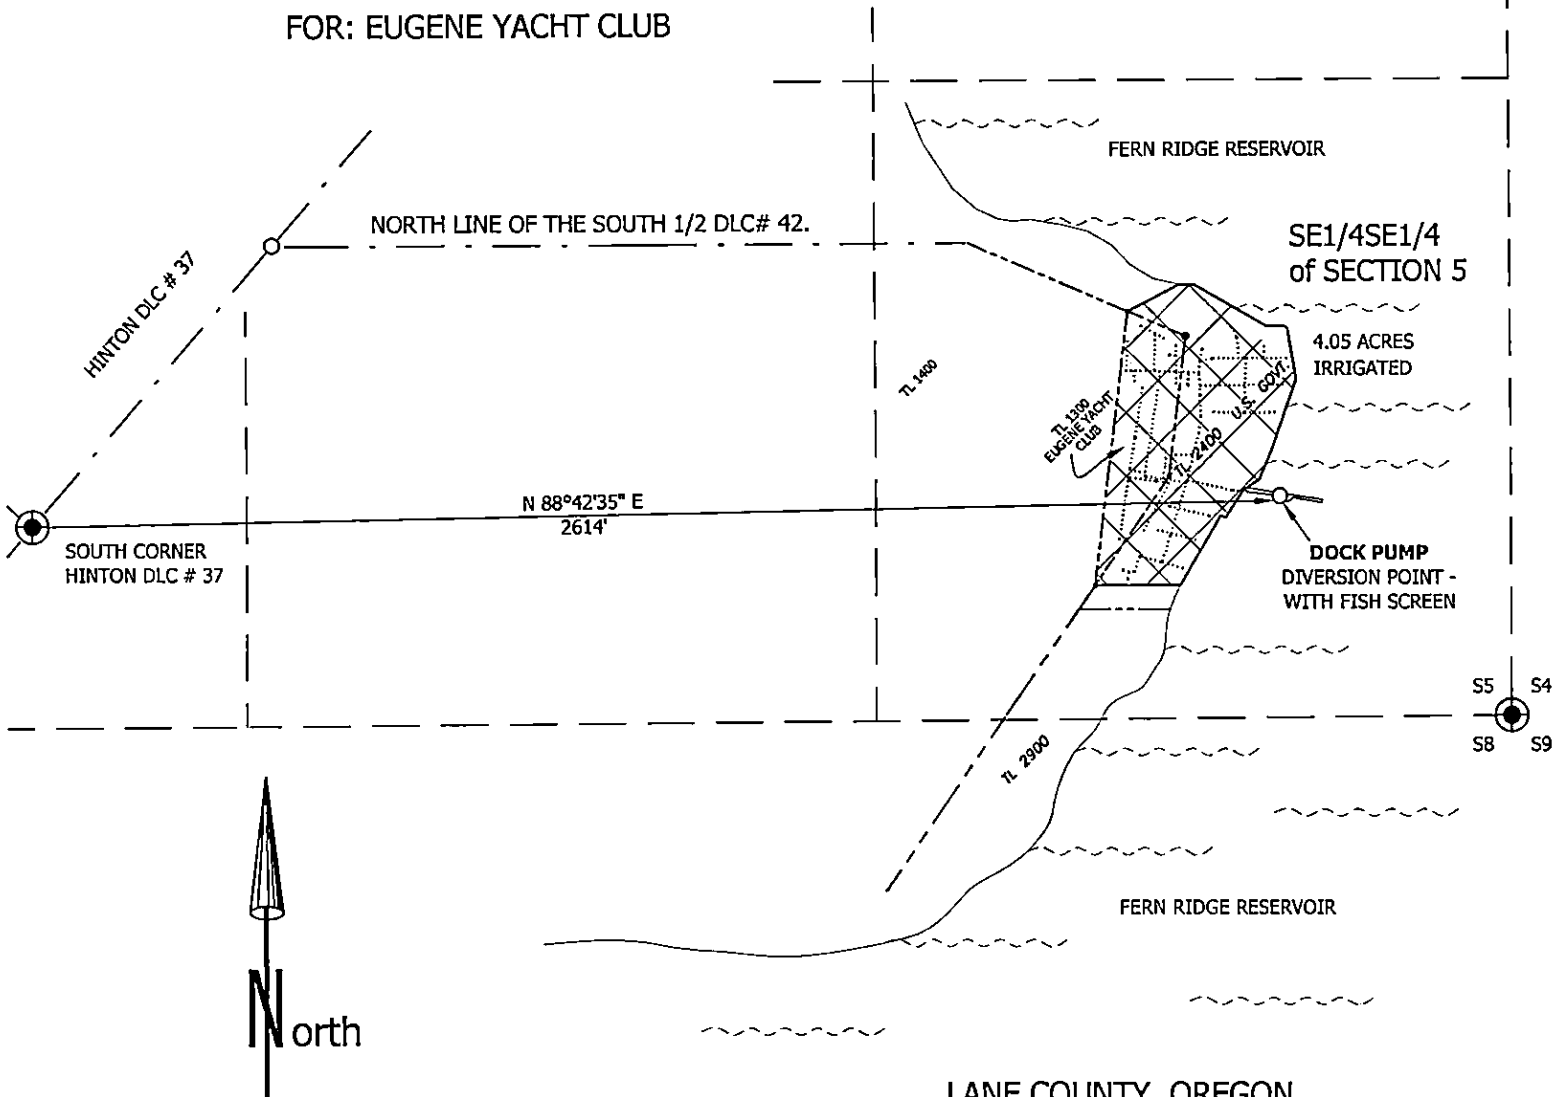 FOR: EUGENE YACHT CLUB
FERN RIDGE RESERVOIR
NORTH LINE OF THE SOUTH 1/2 DLC# 42.
SE1/4SE1/4
of SECTION 5
HINTON DLC # 37
4.05 ACRES
IRRIGATED
TL 1400
TL 1300
EUGENE YACHT
CLUB
TL 2400 U.S. GOVT.
N 88°42'35" E
2614'
SOUTH CORNER
HINTON DLC # 37
DOCK PUMP
DIVERSION POINT -
WITH FISH SCREEN
S5 S4
S8 S9
TL 2900
FERN RIDGE RESERVOIR
North
LANE COUNTY, OREGON